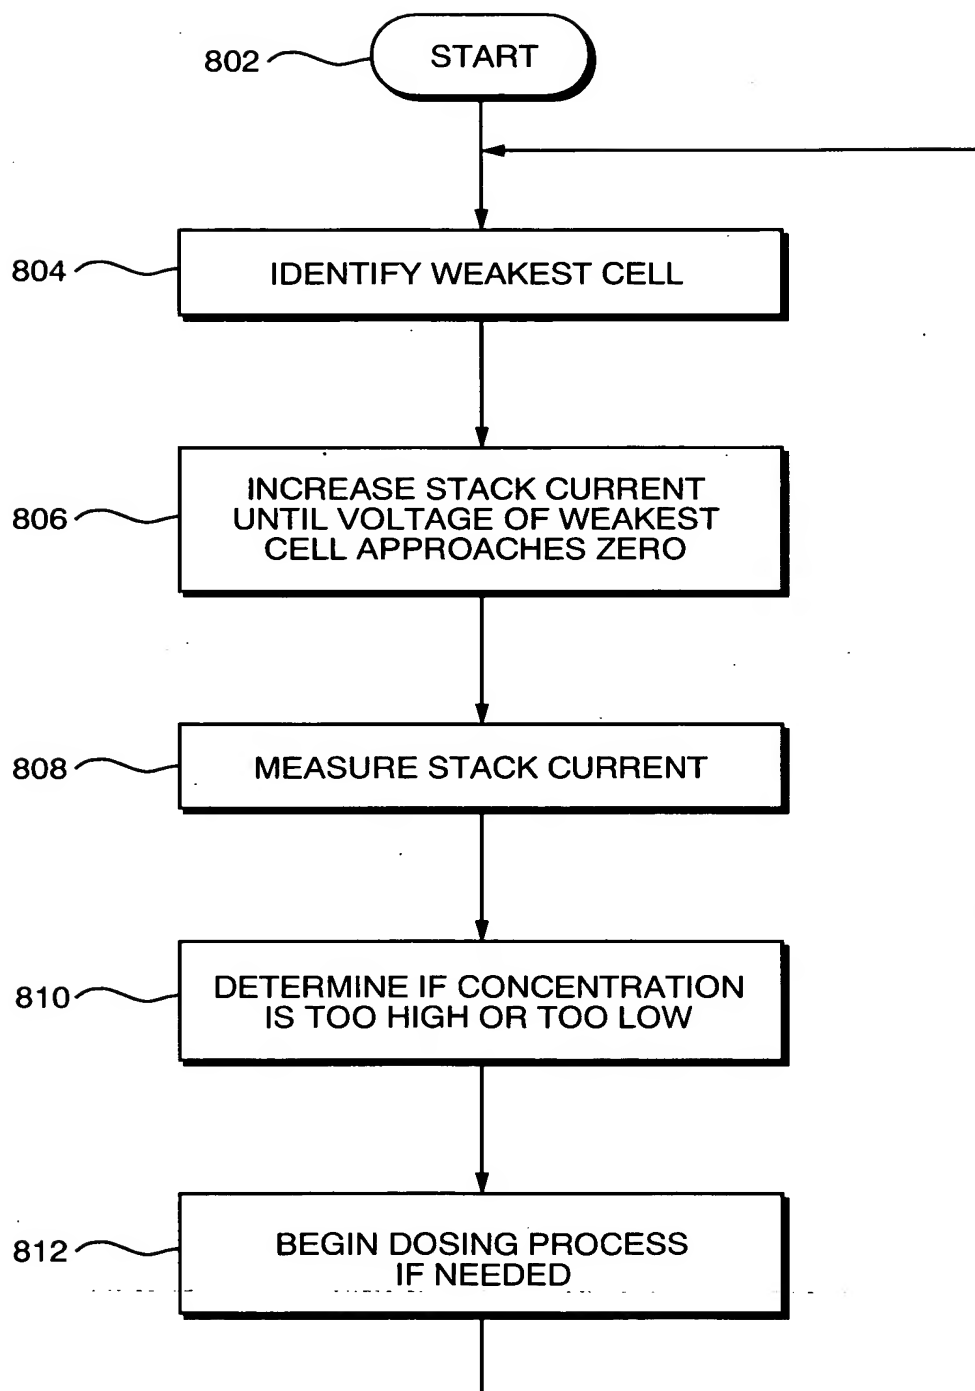 802
START
804
IDENTIFY WEAKEST CELL
806
INCREASE STACK CURRENT
UNTIL VOLTAGE OF WEAKEST
CELL APPROACHES ZERO
808
MEASURE STACK CURRENT
810
DETERMINE IF CONCENTRATION
IS TOO HIGH OR TOO LOW
812
BEGIN DOSING PROCESS
IF NEEDED